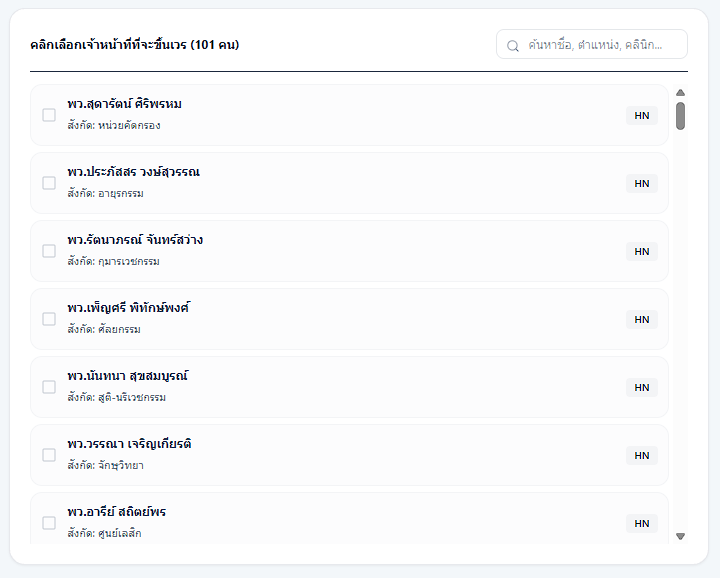 คลิกเลือกเจ้าหน้าที่ที่จะขึ้นเวร (101 คน)
ค้นหาชื่อ, ตำแหน่ง, คลินิก...
พว.สุดารัตน์ ศิริพรหม
สังกัด: หน่วยคัดกรอง
HN
พว.ประภัสสร วงษ์สุวรรณ
สังกัด: อายุรกรรม
HN
พว.รัตนาภรณ์ จันทร์สว่าง
สังกัด: กุมารเวชกรรม
HN
พว.เพ็ญศรี พิทักษ์พงศ์
สังกัด: ศัลยกรรม
HN
พว.นันทนา สุขสมบูรณ์
สังกัด: สูติ-นรีเวชกรรม
HN
พว.วรรณา เจริญเกียรติ
สังกัด: จักษุวิทยา
HN
พว.อารีย์ สถิตย์พร
สังกัด: ศูนย์เลสิก
HN